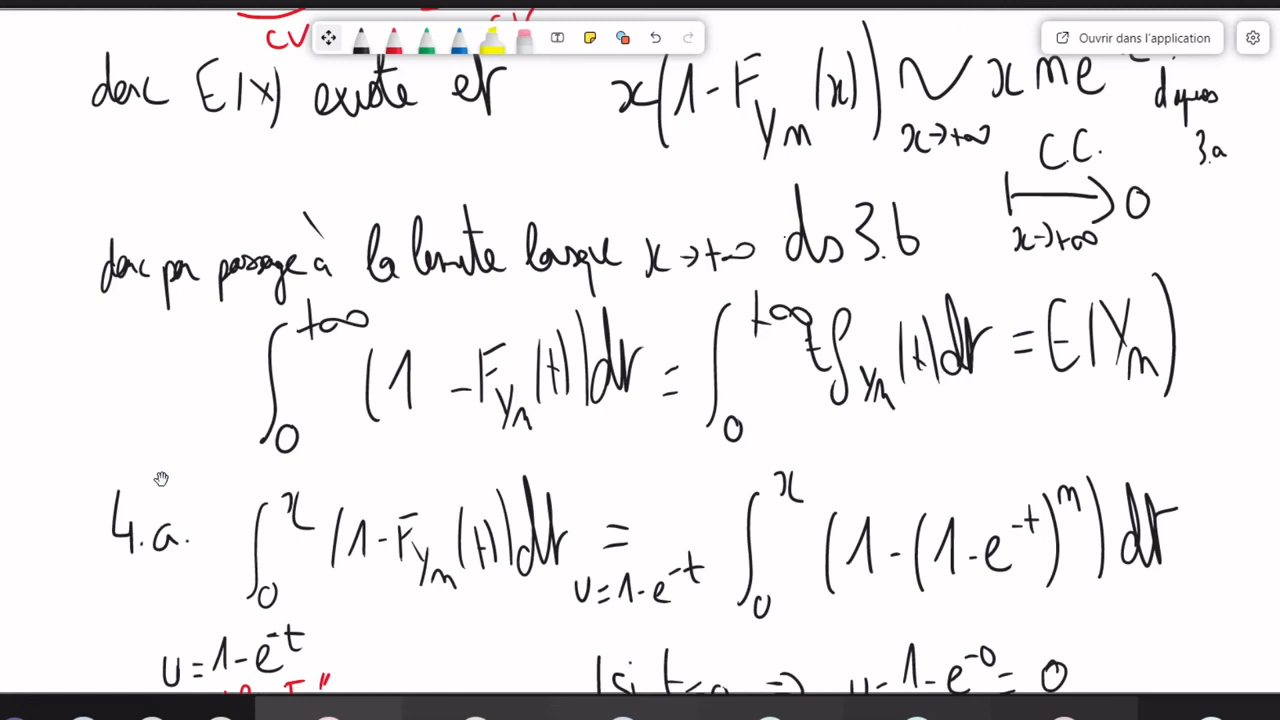 CV CV
Ouvrir dans l'application
donc E(X) existe et x(1-F_{Y_n}(x)) ~ x n e^{-
x→+∞
d'après
3.a
C.C.
⟼ 0
x→+∞
donc par passage à la limite lorsque x→+∞ ds 3.b
∫_0^{+∞} (1-F_{Y_n}(t))dt = ∫_0^{+∞} t f_{Y_n}(t)dt = E(Y_n)
4.a. ∫_0^x (1-F_{Y_n}(t))dt = ∫_0^x (1-(1-e^{-t})^n) dt
u=1-e^{-t}
u=1-e^{-t}
si t=0 ⇒ u=1-e^{-0}=0